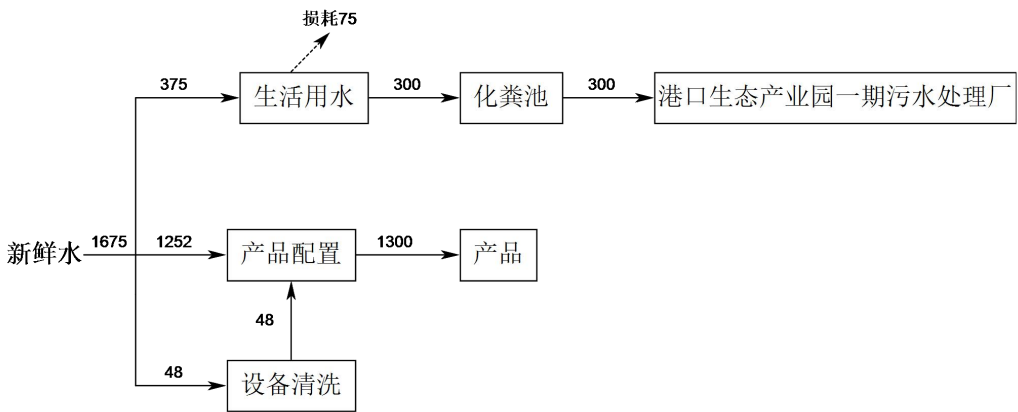 损耗75
375
生活用水
300
化粪池
300
港口生态产业园一期污水处理厂
新鲜水
1675
1252
产品配置
1300
产品
48
48
设备清洗